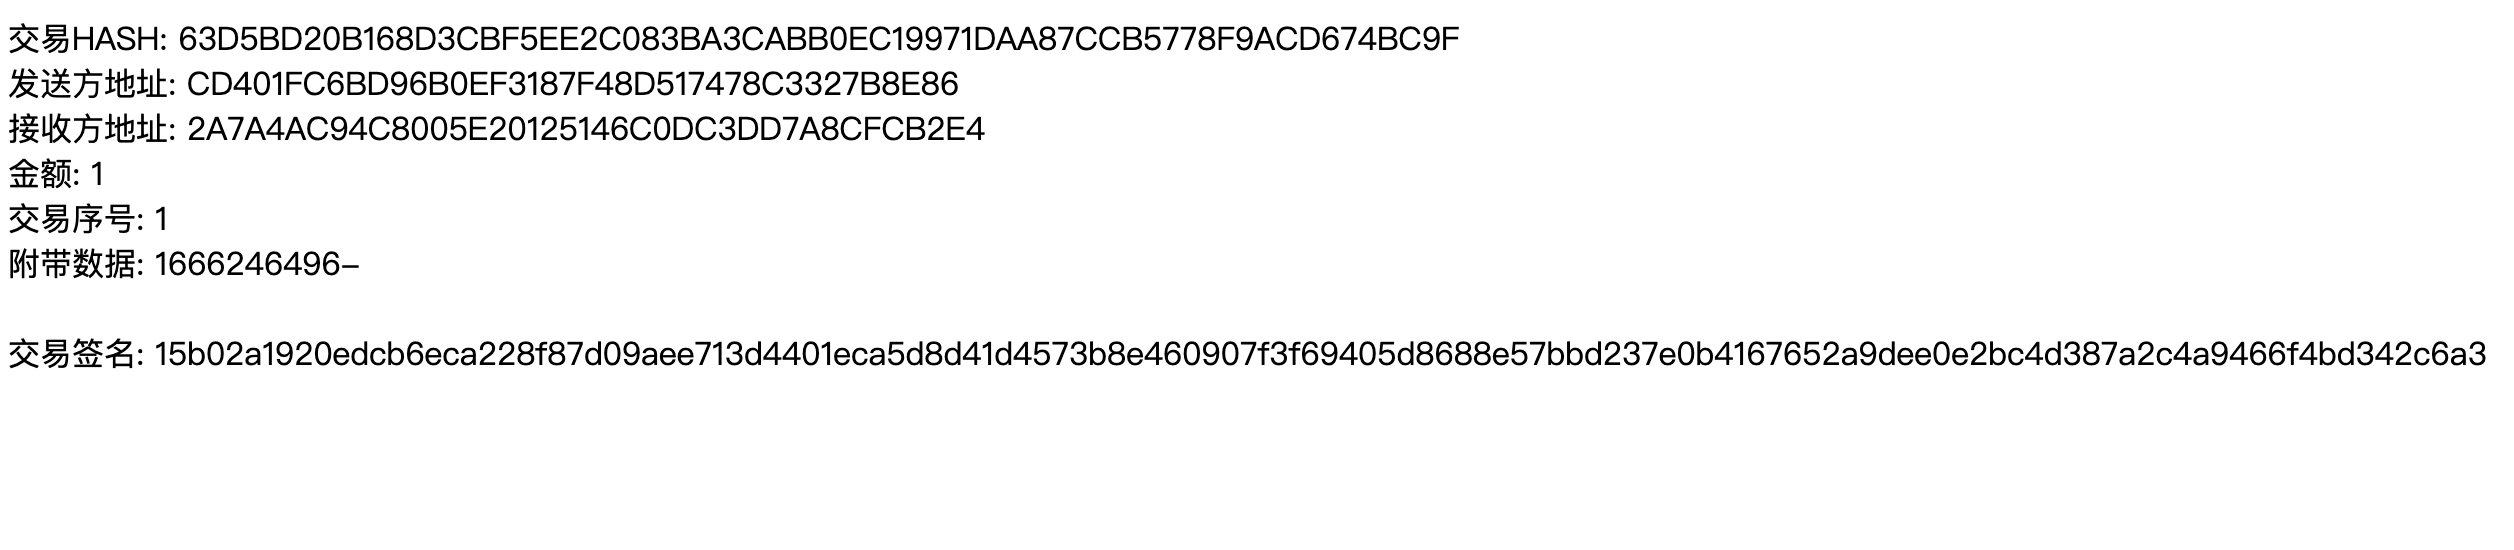 交易HASH: 63D5BD20B168D3CBF5EE2C083BA3CABB0EC19971DAA87CCB5778F9ACD674BC9F
发送方地址: CD401FC6BD96B0EF3187F48D517478C3327B8E86
接收方地址: 2A7A4AC94C8005E20125146C0DC3DD7A8CFCB2E4
金额: 1
交易序号: 1
附带数据: 1666246496–
交易签名: 15b02a1920edcb6eca228f87d09aee713d4401eca5d8d41d4573b8e460907f3f69405d8688e57bbd237e0b4167652a9dee0e2bc4d387a2c4a9466f4bd342c6a3